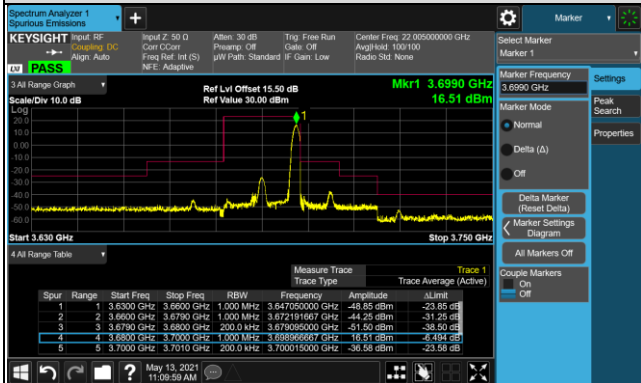 Spectrum Analyzer 1
Spurious Emissions
+
Marker
KEYSIGHT Input: RF
Coupling: DC
Align: Auto
Input Z: 50 Ω
Corr CCorr
Freq Ref: Int (S)
NFE: Adaptive
Atten: 30 dB
Preamp: Off
µW Path: Standard
Trig: Free Run
Gate: Off
IF Gain: Low
Center Freq: 22.005000000 GHz
Avg|Hold: 100/100
Radio Std: None
LXI PASS
3 All Range Graph
Scale/Div 10.0 dB
Ref Lvl Offset 15.50 dB
Ref Value 30.00 dBm
Mkr1 3.6990 GHz
16.51 dBm
Log
20.0
10.0
0.00
-10.0
-20.0
-30.0
-40.0
-50.0
-60.0
1
Start 3.630 GHz
Stop 3.750 GHz
4 All Range Table
Measure Trace Trace 1
Trace Type Trace Average (Active)
Spur Range Start Freq Stop Freq RBW Frequency Amplitude ΔLimit
1 1 3.6300 GHz 3.6600 GHz 1.000 MHz 3.647050000 GHz -48.85 dBm -23.85 dB
2 2 3.6600 GHz 3.6790 GHz 1.000 MHz 3.672191667 GHz -44.25 dBm -31.25 dB
3 3 3.6790 GHz 3.6800 GHz 200.0 kHz 3.679095000 GHz -51.50 dBm -38.50 dB
4 4 3.6800 GHz 3.7000 GHz 1.000 MHz 3.698966667 GHz 16.51 dBm -6.494 dB
5 5 3.7000 GHz 3.7010 GHz 200.0 kHz 3.700015000 GHz -36.58 dBm -23.58 dB
Select Marker
Marker 1
Marker Frequency
3.6990 GHz
Marker Mode
Normal
Delta (Δ)
Off
Delta Marker
(Reset Delta)
Marker Settings
Diagram
All Markers Off
Couple Markers
On
Off
Settings
Peak
Search
Properties
?
May 13, 2021
11:09:59 AM